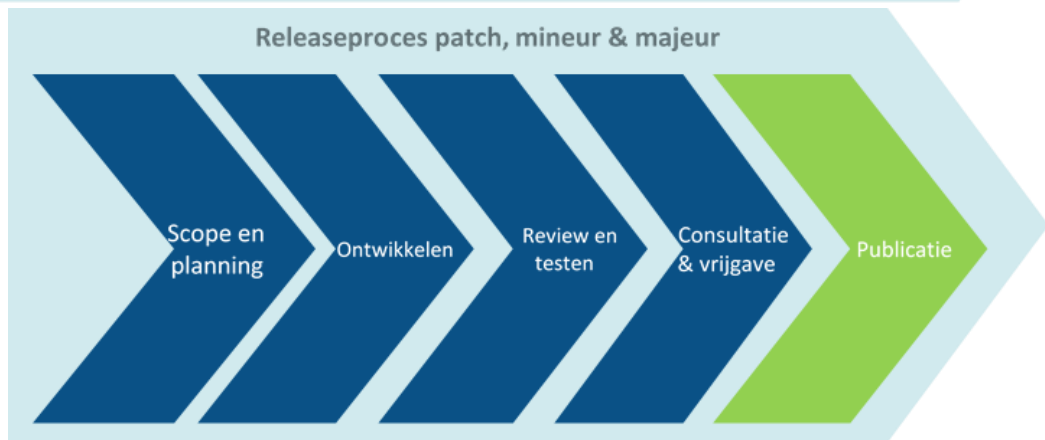 Releaseproces patch, mineur & majeur
Scope en
planning
Ontwikkelen
Review en
testen
Consultatie
& vrijgave
Publicatie